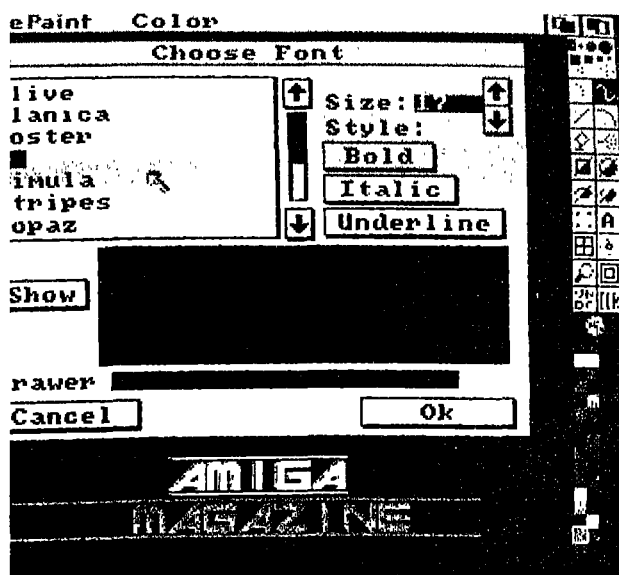 ePaint Color
Choose Font
live
lanica
oster
imula
tripes
opaz
Size:
Style:
Bold
Italic
Underline
A
Show
rawer
Cancel
Ok
AMIGA
MAGAZINE